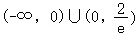 (-∞, 0)∪(0, 2/e)